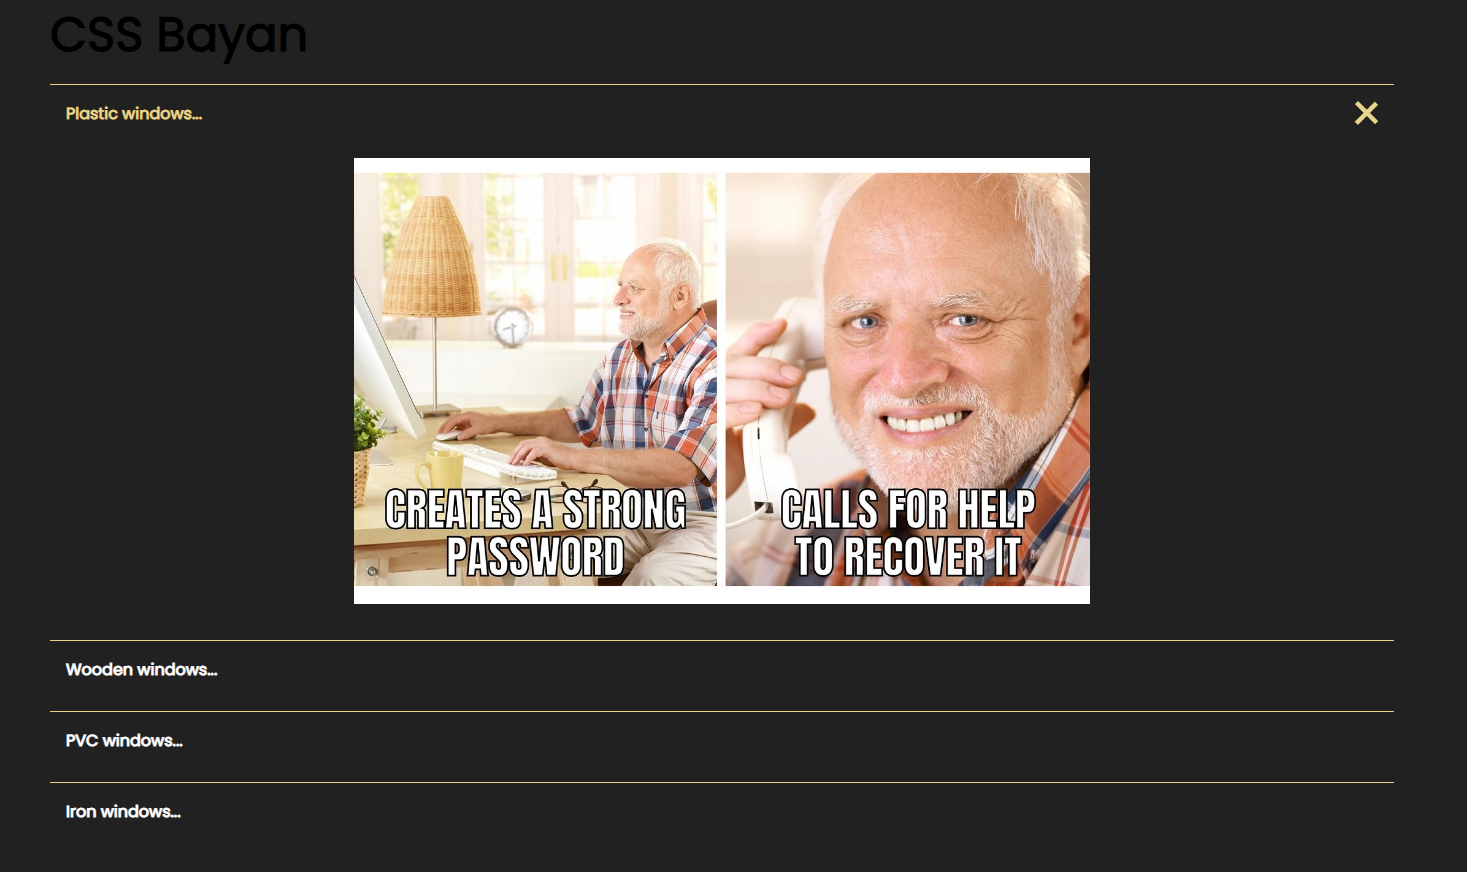 CSS Bayan
Plastic windows...
CREATES A STRONG
PASSWORD
CALLS FOR HELP
TO RECOVER IT
Wooden windows...
PVC windows...
Iron windows...